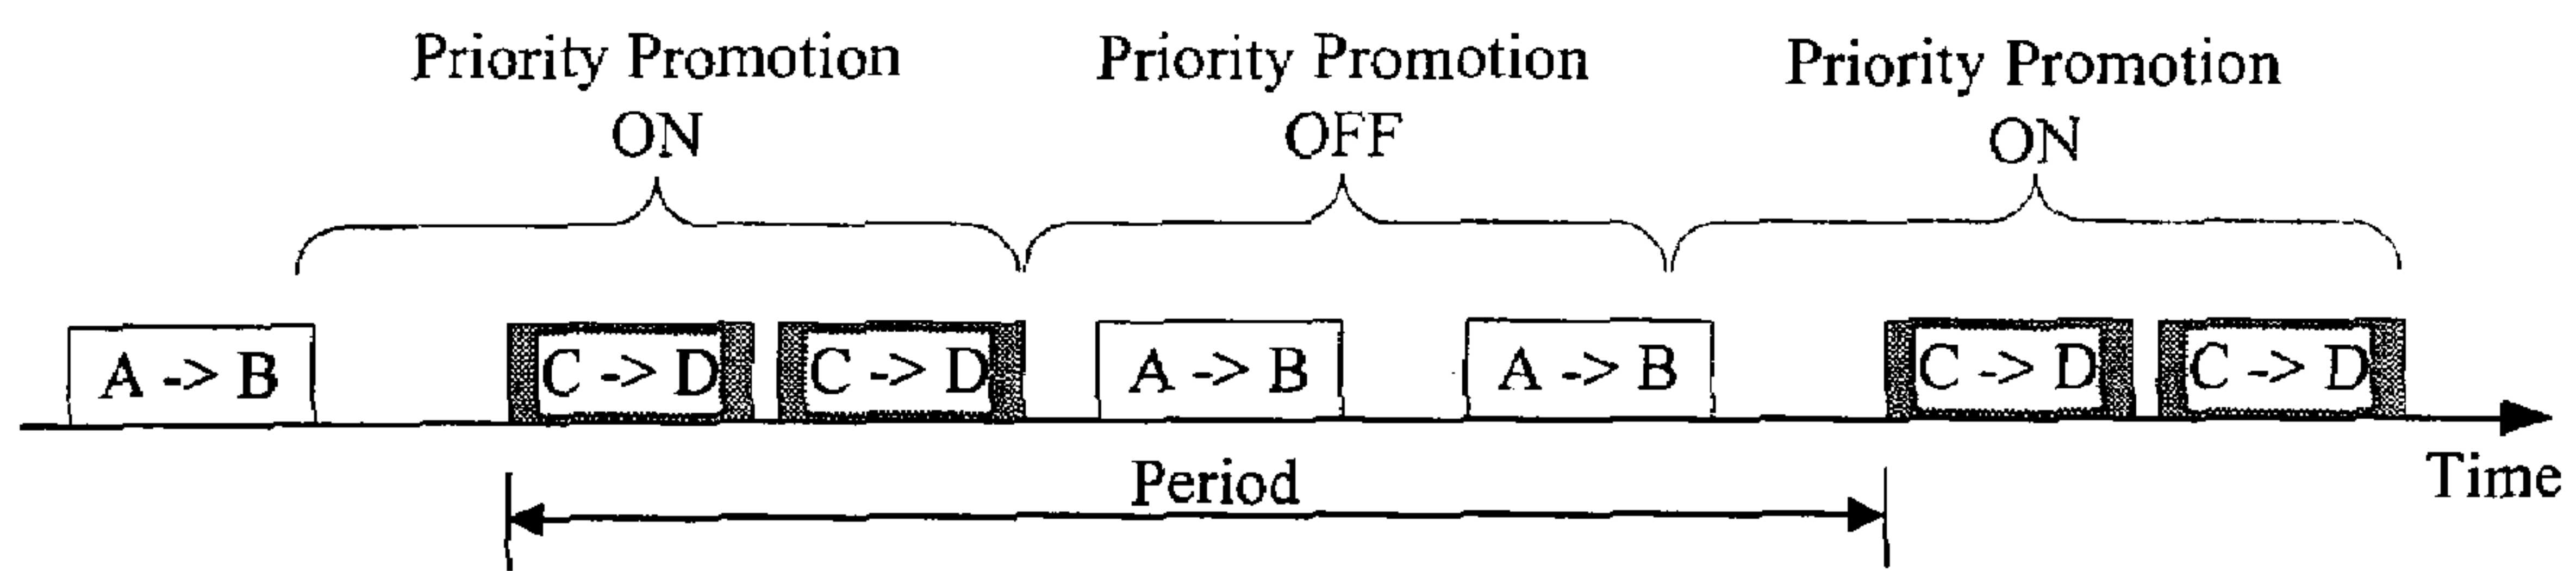 Priority Promotion
ON
Priority Promotion
OFF
Priority Promotion
ON
A -> B
C -> D
C -> D
A -> B
A -> B
C -> D
C -> D
Time
Period